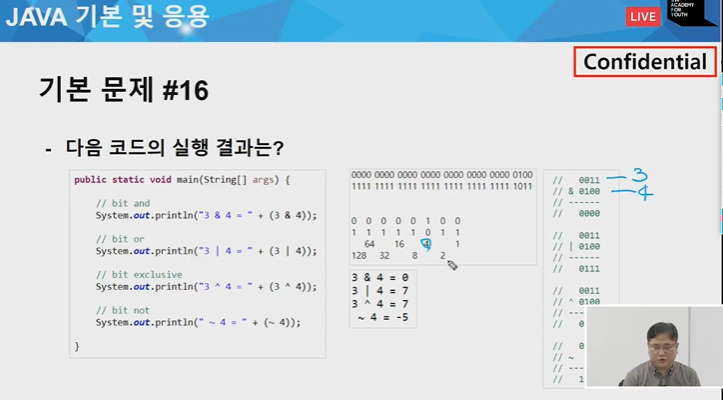 JAVA 기본 및 응용
LIVE
ACADEMY
FOR
YOUTH
Confidential
기본 문제 #16
- 다음 코드의 실행 결과는?
public static void main(String[] args) {
// bit and
System.out.println("3 & 4 = " + (3 & 4));
// bit or
System.out.println("3 | 4 = " + (3 | 4));
// bit exclusive
System.out.println("3 ^ 4 = " + (3 ^ 4));
// bit not
System.out.println(" ~ 4 = " + (~ 4));
}
0000 0000 0000 0000 0000 0000 0000 0100
1111 1111 1111 1111 1111 1111 1111 1011
0 0 0 0 0 1 0 0
1 1 1 1 1 0 1 1
64 16 4 1
128 32 8 2
3 & 4 = 0
3 | 4 = 7
3 ^ 4 = 7
~ 4 = -5
// 0011 3
// & 0100 4
// ------
// 0000
// 0011
// | 0100
// ------
// 0111
// 0011
// ^ 0100
// ---
// 0
// 0
// ~
// ---
// 1